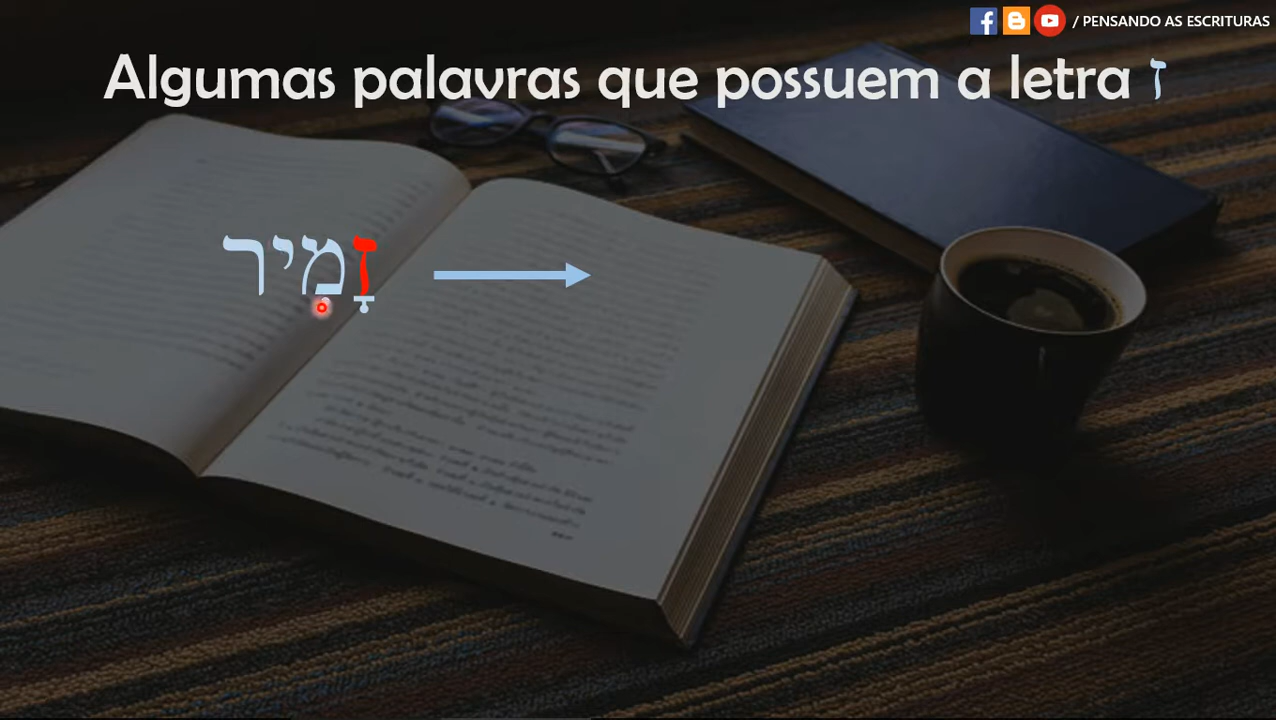 / PENSANDO AS ESCRITURAS
Algumas palavras que possuem a letra ז
זָמִיר